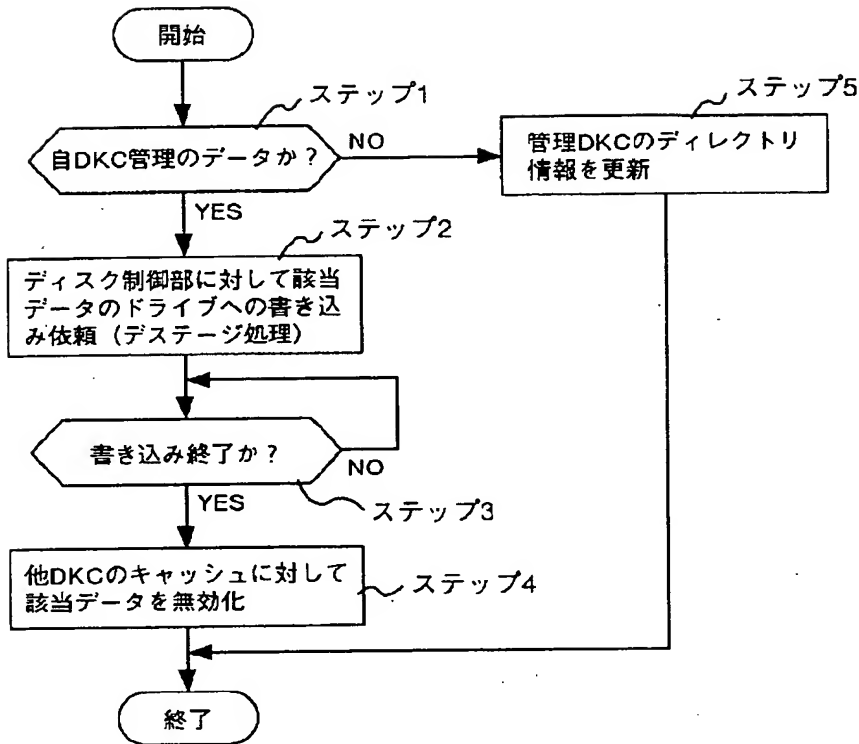 開始
ステップ1
自DKC管理のデータか？
NO
YES
ステップ5
管理DKCのディレクトリ
情報を更新
ステップ2
ディスク制御部に対して該当
データのドライブへの書き込
み依頼（デステージ処理）
書き込み終了か？
NO
YES
ステップ3
他DKCのキャッシュに対して
該当データを無効化
ステップ4
終了